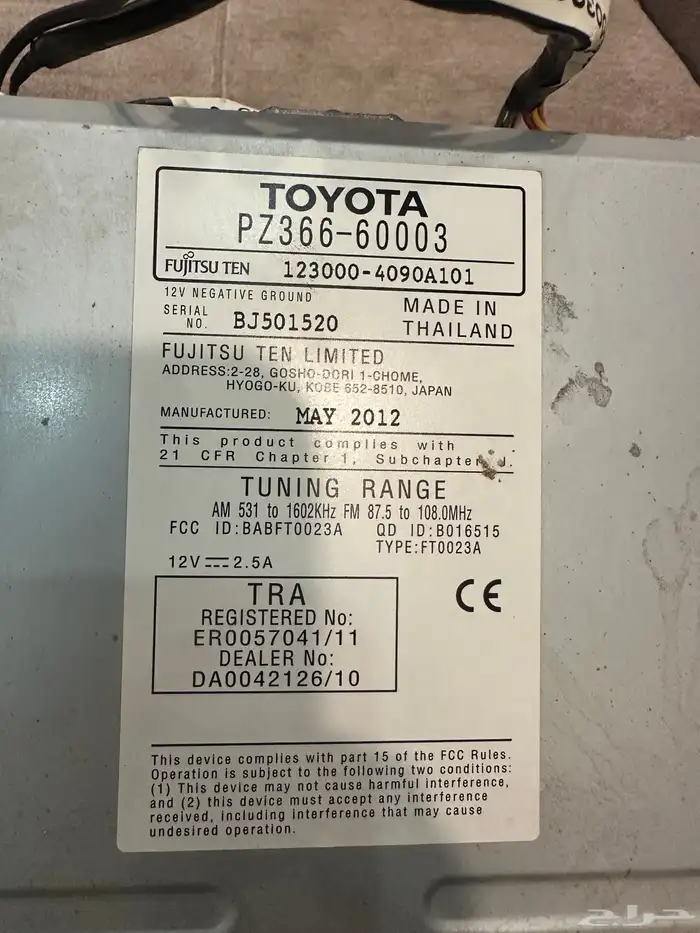 TOYOTA
PZ366-60003
FUJITSU TEN 123000-4090A101
12V NEGATIVE GROUND
SERIAL NO. BJ501520
MADE IN THAILAND
FUJITSU TEN LIMITED
ADDRESS:2-28, GOSHO-DORI 1-CHOME,
HYOGO-KU, KOBE 652-8510, JAPAN
MANUFACTURED: MAY 2012
This product complies with
21 CFR Chapter 1, Subchapter J.
TUNING RANGE
AM 531 to 1602KHz FM 87.5 to 108.0MHz
FCC ID:BABFT0023A QD ID:B016515
TYPE:FT0023A
12V 2.5A
TRA
REGISTERED No:
ER0057041/11
DEALER No:
DA0042126/10
CE
This device complies with part 15 of the FCC Rules.
Operation is subject to the following two conditions:
(1) This device may not cause harmful interference,
and (2) this device must accept any interference
received, including interference that may cause
undesired operation.
حراج